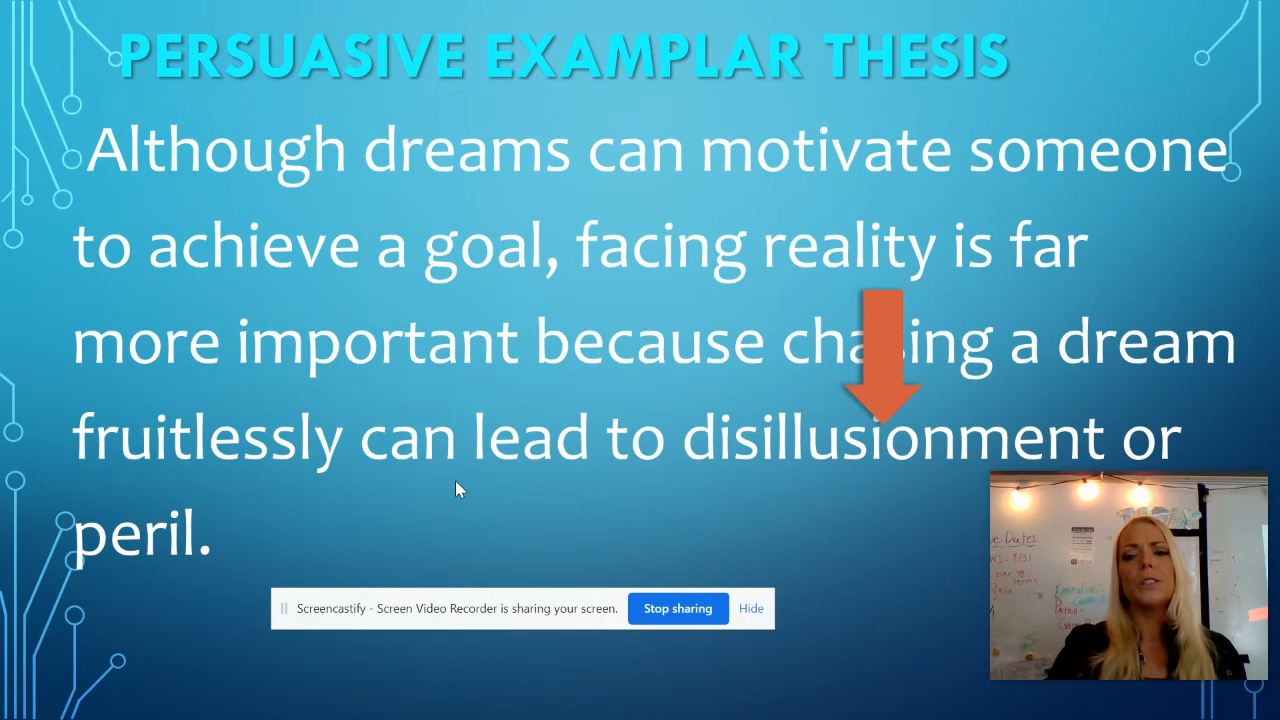 PERSUASIVE EXAMPLAR THESIS
Although dreams can motivate someone
to achieve a goal, facing reality is far
more important because chasing a dream
fruitlessly can lead to disillusionment or
peril.
Screencastify - Screen Video Recorder is sharing your screen. Stop sharing Hide